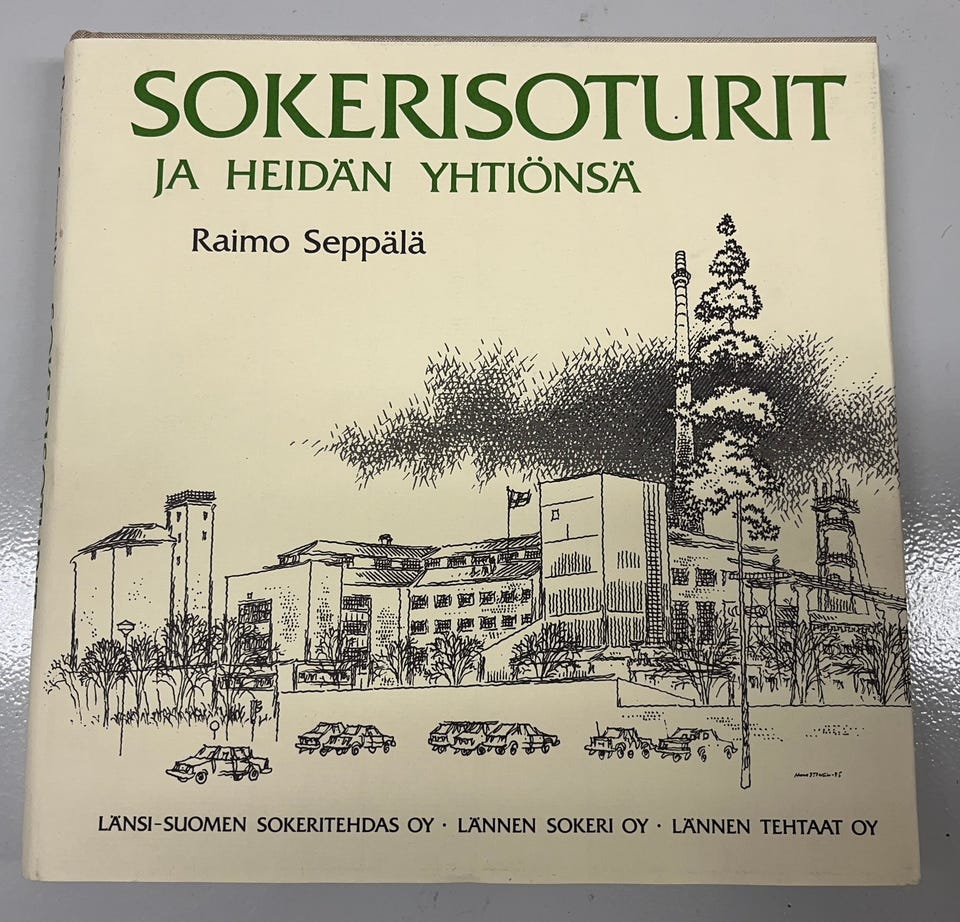 SOKERISOTURIT
JA HEIDÄN YHTIÖNSÄ
Raimo Seppälä
LÄNSI-SUOMEN SOKERITEHDAS OY · LÄNNEN SOKERI OY · LÄNNEN TEHTAAT OY